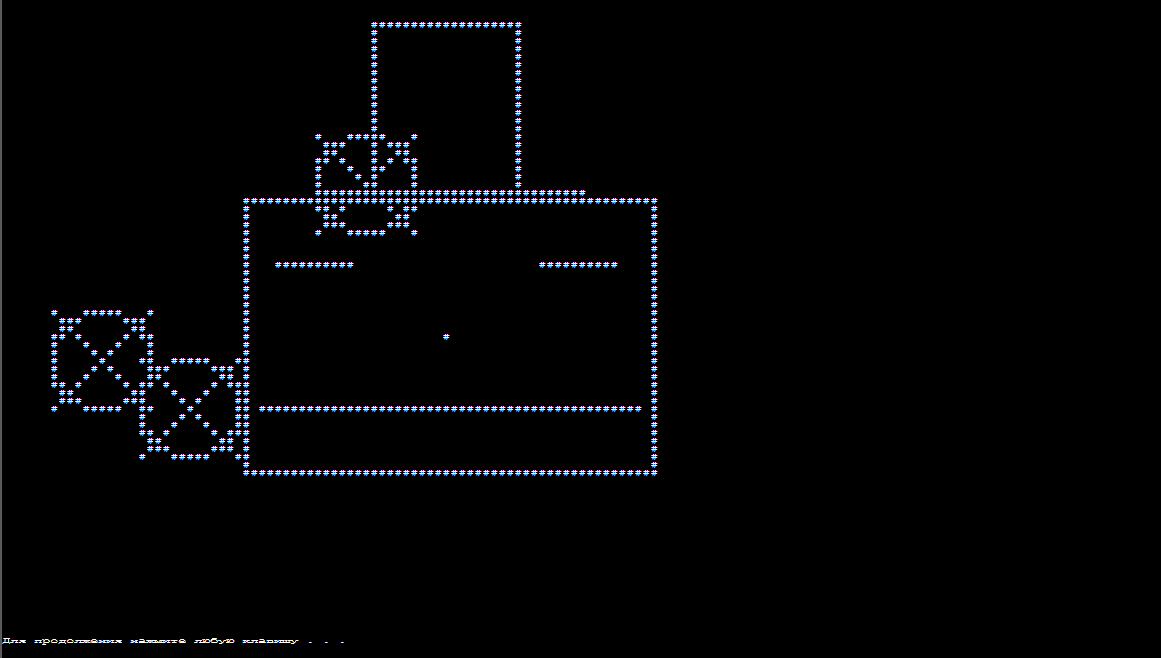 Для продолжения нажмите любую клавишу . . .